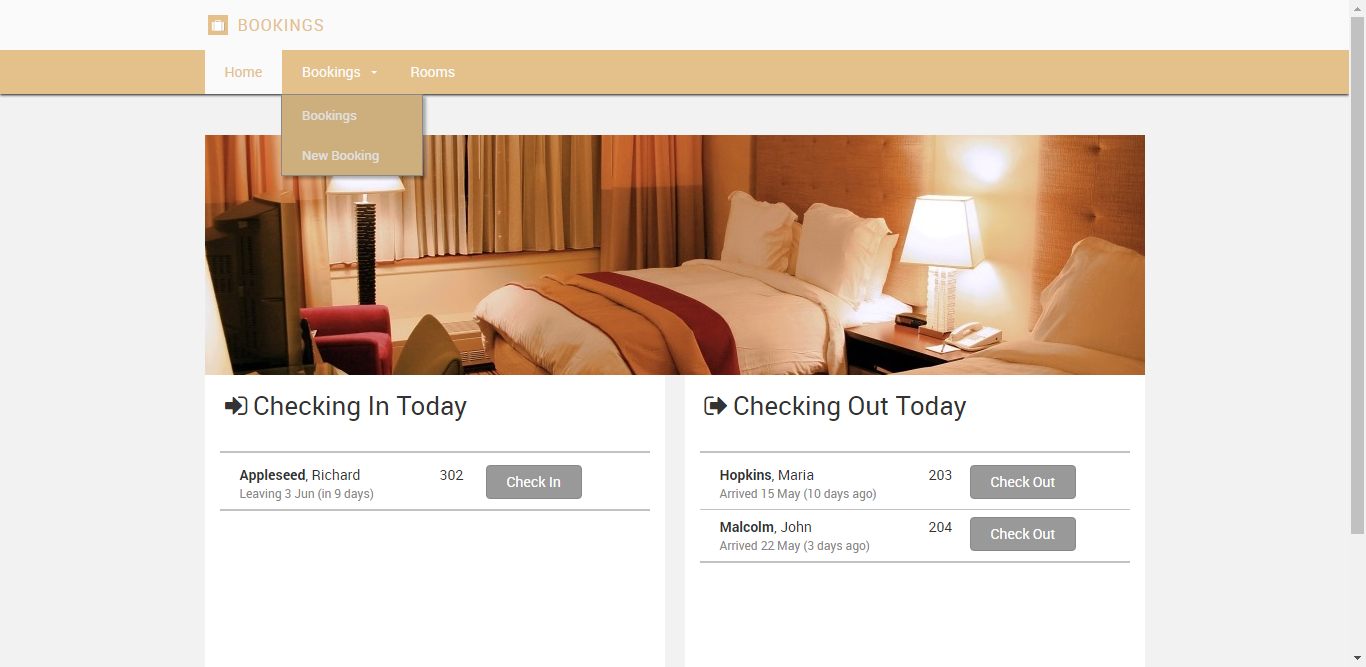 BOOKINGS
Home Bookings Rooms
Bookings
New Booking
Checking In Today
Appleseed, Richard 302 Check In
Leaving 3 Jun (in 9 days)
Checking Out Today
Hopkins, Maria 203 Check Out
Arrived 15 May (10 days ago)
Malcolm, John 204 Check Out
Arrived 22 May (3 days ago)